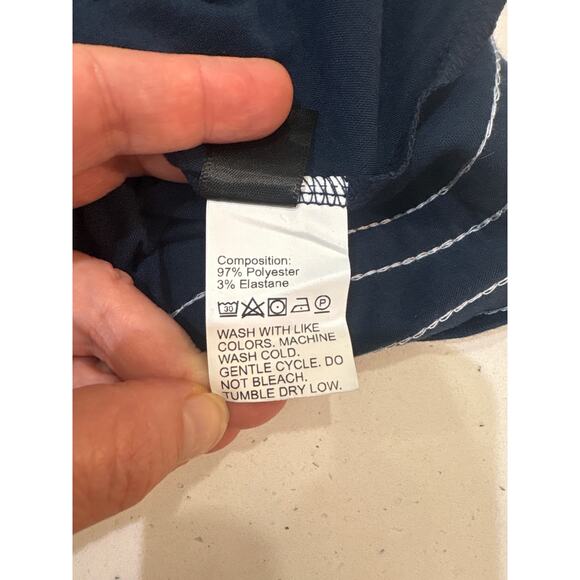 Composition:
97% Polyester
3% Elastane
30 P
WASH WITH LIKE
COLORS. MACHINE
WASH COLD.
GENTLE CYCLE. DO
NOT BLEACH.
TUMBLE DRY LOW.